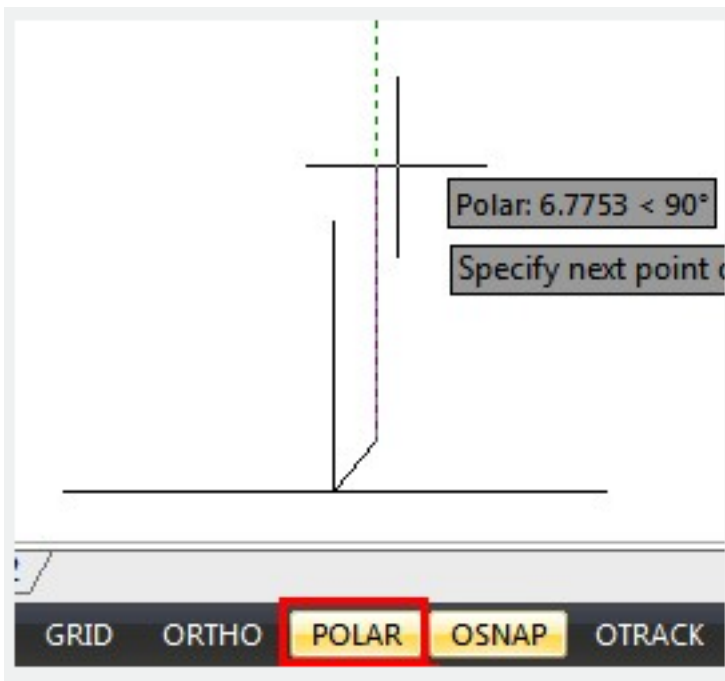 Polar: 6.7753 < 90°
Specify next point
GRID ORTHO POLAR OSNAP OTRACK